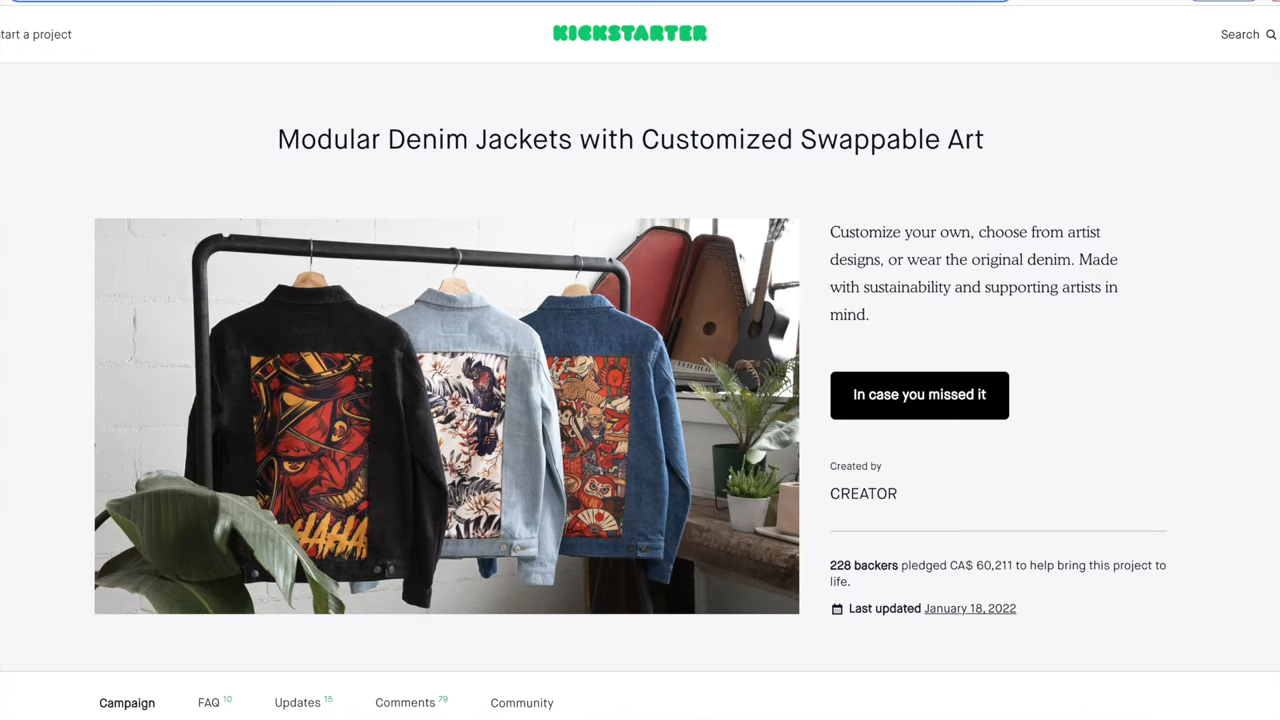 tart a project
KICKSTARTER
Search
Modular Denim Jackets with Customized Swappable Art
Customize your own, choose from artist
designs, or wear the original denim. Made
with sustainability and supporting artists in
mind.
In case you missed it
Created by
CREATOR
228 backers pledged CA$ 60,211 to help bring this project to
life.
Last updated January 18, 2022
HAHA
Campaign
FAQ 10
Updates 15
Comments 79
Community